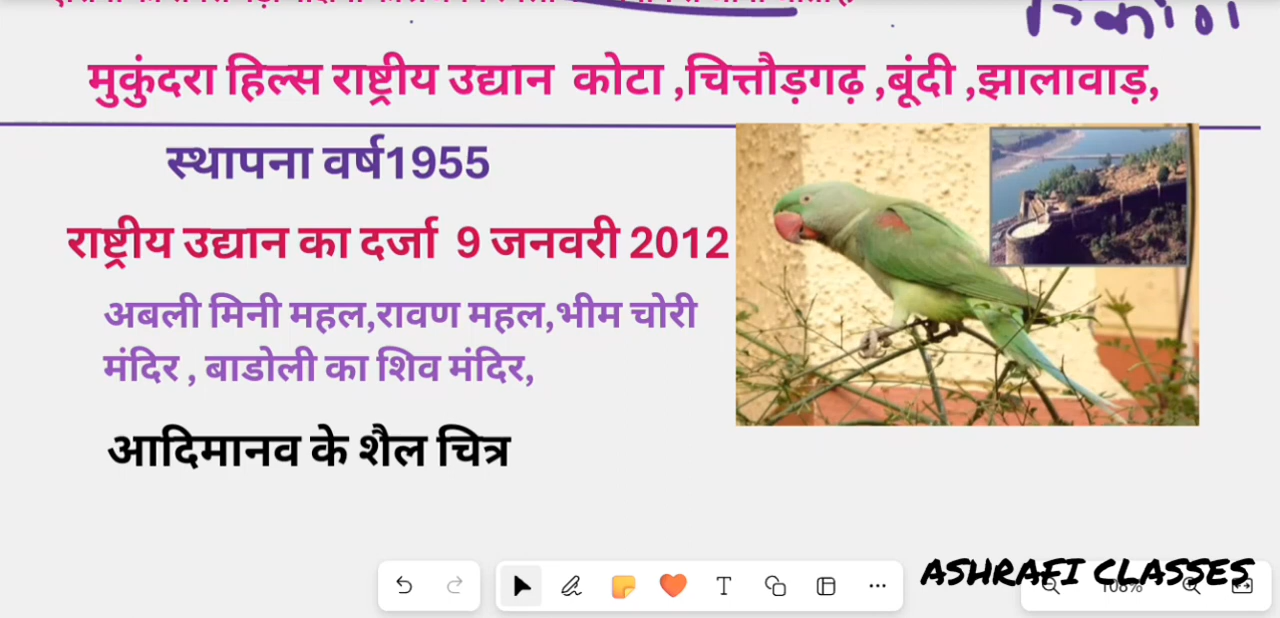 मुकुंदरा हिल्स राष्ट्रीय उद्यान कोटा ,चित्तौड़गढ़ ,बूंदी ,झालावाड़,
स्थापना वर्ष1955
राष्ट्रीय उद्यान का दर्जा 9 जनवरी 2012
अबली मिनी महल,रावण महल,भीम चोरी
मंदिर , बाडोली का शिव मंदिर,
आदिमानव के शैल चित्र
T
ASHRAFI CLASSES
108%